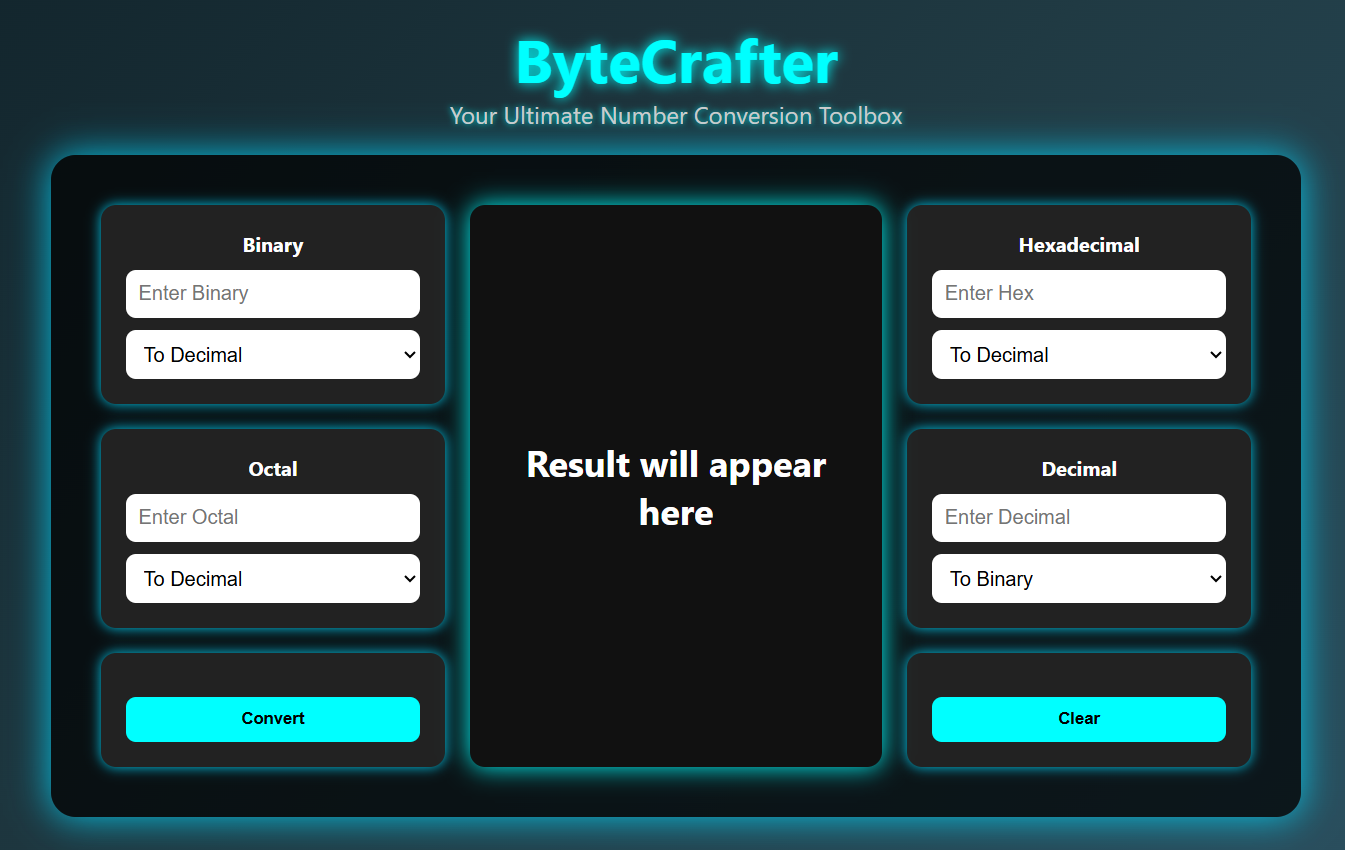 ByteCrafter
Your Ultimate Number Conversion Toolbox
Binary
Enter Binary
To Decimal
Octal
Enter Octal
To Decimal
Convert
Result will appear
here
Hexadecimal
Enter Hex
To Decimal
Decimal
Enter Decimal
To Binary
Clear